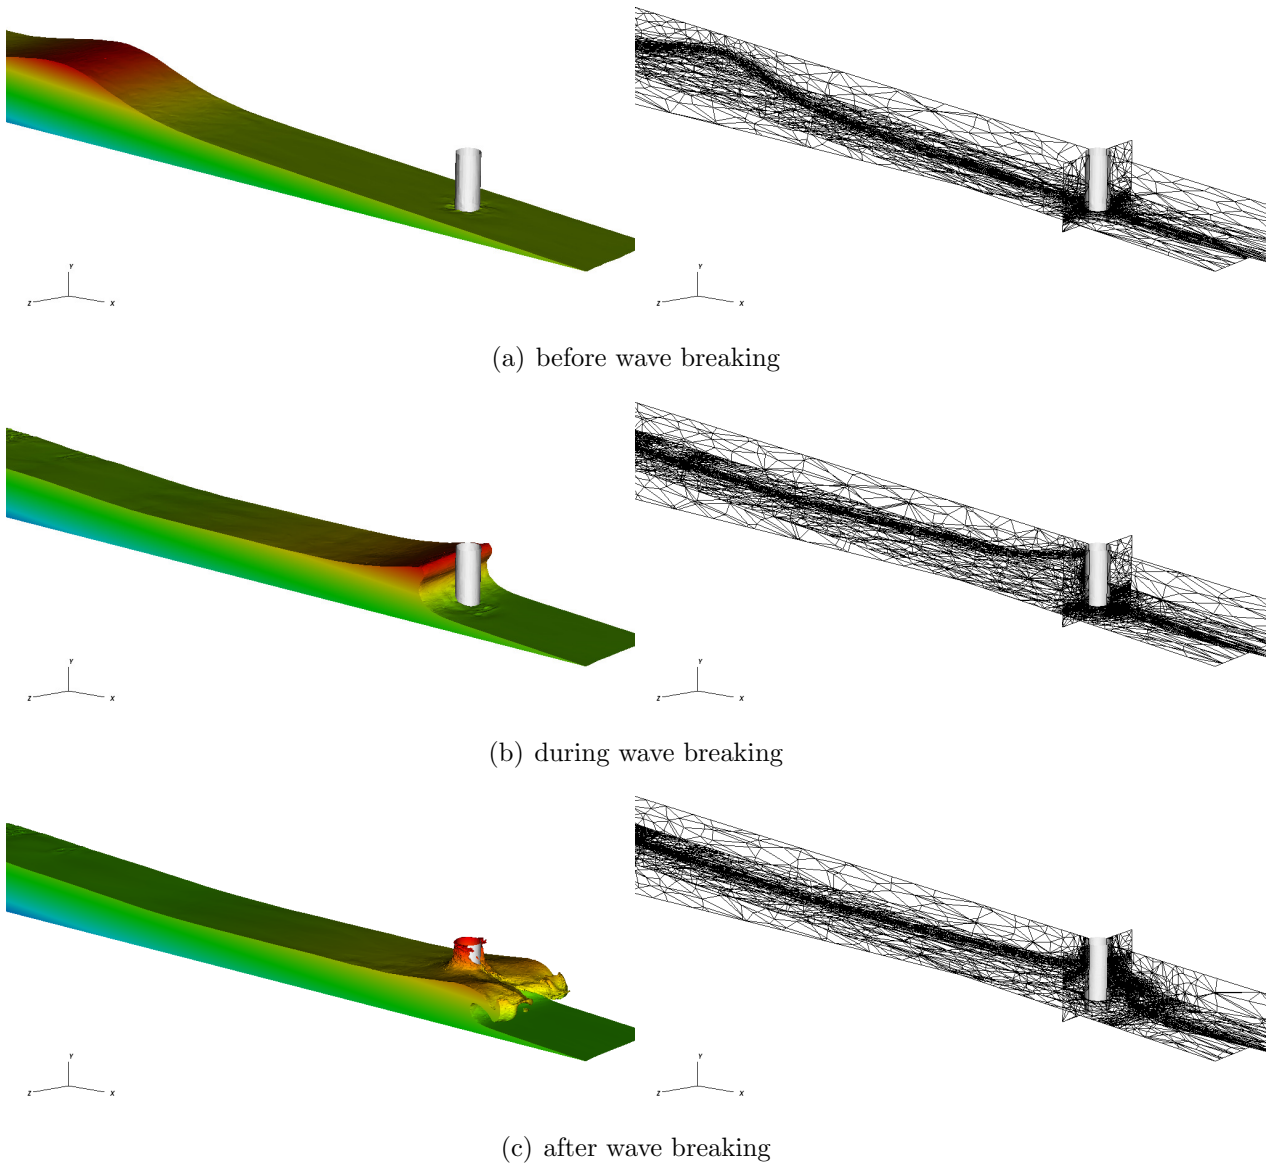 Y
Z X
Y
Z X
(a) before wave breaking
Y
Z X
Y
Z X
(b) during wave breaking
Y
Z X
Y
Z X
(c) after wave breaking